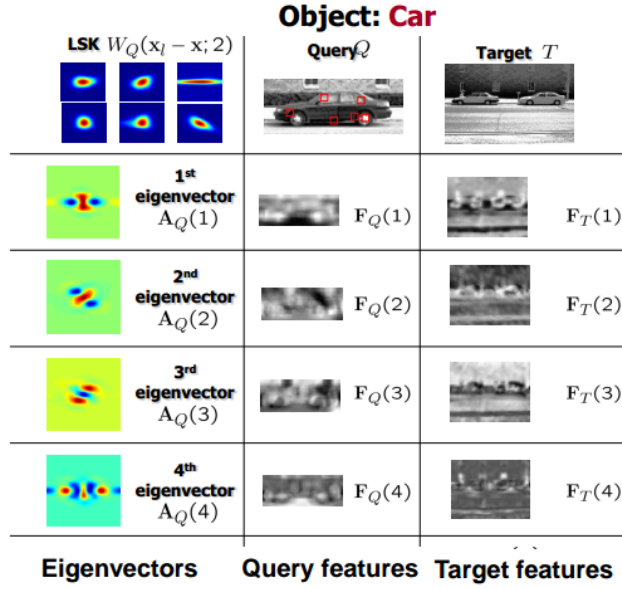 Object: Car
LSK W_Q(x_l − x; 2)
Query Q
Target T
1st
eigenvector
A_Q(1)
F_Q(1)
F_T(1)
2nd
eigenvector
A_Q(2)
F_Q(2)
F_T(2)
3rd
eigenvector
A_Q(3)
F_Q(3)
F_T(3)
4th
eigenvector
A_Q(4)
F_Q(4)
F_T(4)
Eigenvectors
Query features
Target features